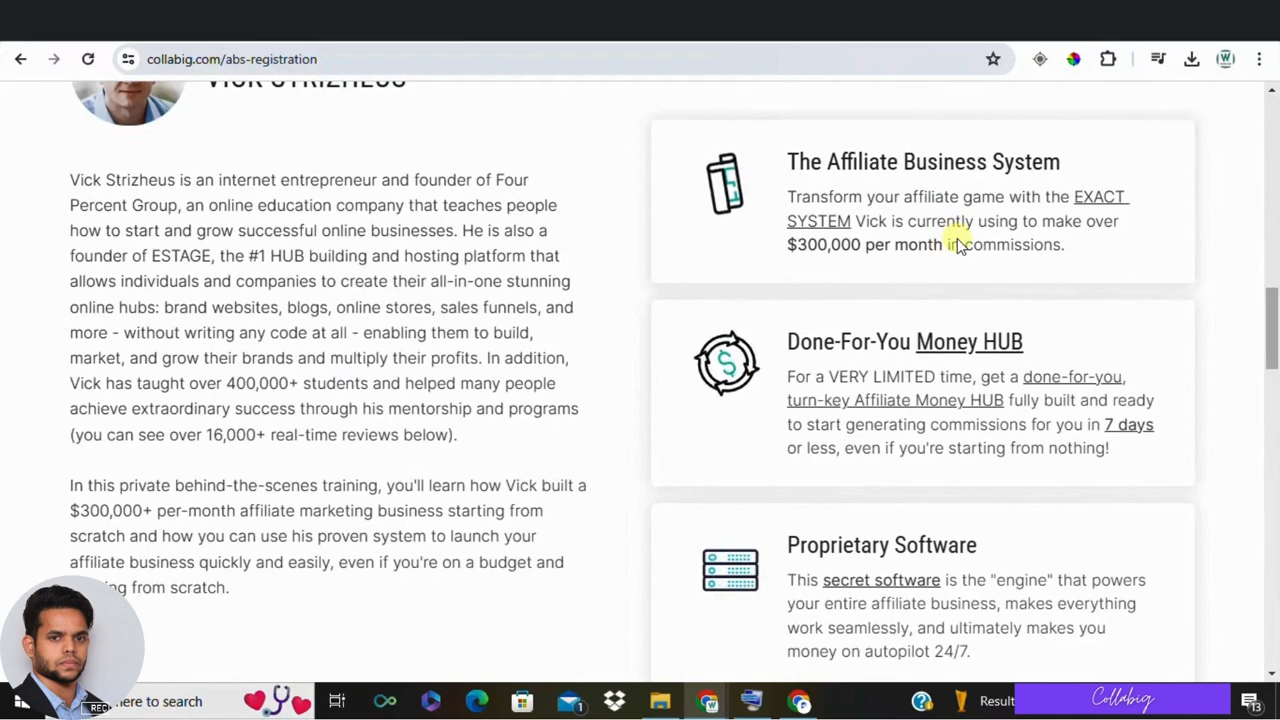 collabig.com/abs-registration
VICK STRIZHEUS
Vick Strizheus is an internet entrepreneur and founder of Four
Percent Group, an online education company that teaches people
how to start and grow successful online businesses. He is also a
founder of ESTAGE, the #1 HUB building and hosting platform that
allows individuals and companies to create their all-in-one stunning
online hubs: brand websites, blogs, online stores, sales funnels, and
more - without writing any code at all - enabling them to build,
market, and grow their brands and multiply their profits. In addition,
Vick has taught over 400,000+ students and helped many people
achieve extraordinary success through his mentorship and programs
(you can see over 16,000+ real-time reviews below).
In this private behind-the-scenes training, you'll learn how Vick built a
$300,000+ per-month affiliate marketing business starting from
scratch and how you can use his proven system to launch your
affiliate business quickly and easily, even if you're on a budget and
from scratch.
The Affiliate Business System
Transform your affiliate game with the EXACT
SYSTEM Vick is currently using to make over
$300,000 per month in commissions.
Done-For-You Money HUB
For a VERY LIMITED time, get a done-for-you,
turn-key Affiliate Money HUB fully built and ready
to start generating commissions for you in 7 days
or less, even if you're starting from nothing!
Proprietary Software
This secret software is the "engine" that powers
your entire affiliate business, makes everything
work seamlessly, and ultimately makes you
money on autopilot 24/7.
REC
here to search
1
Result
Collabig
13